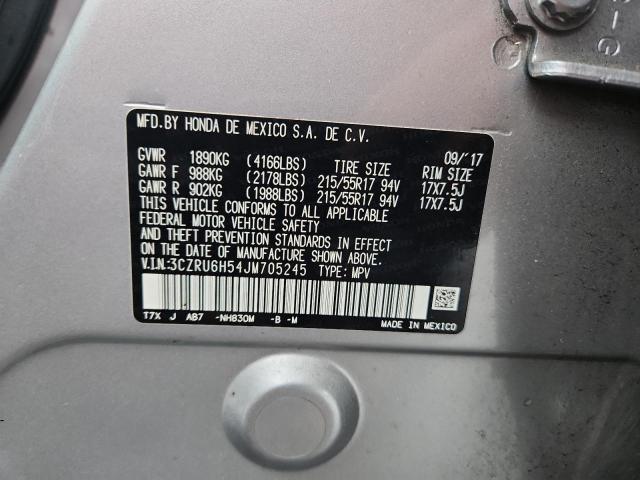 MFD.BY HONDA DE MEXICO S.A. DE C.V.
09/'17
GVWR 1890KG (4166LBS) TIRE SIZE RIM SIZE
GAWR F 988KG (2178LBS) 215/55R17 94V 17X7.5J
GAWR R 902KG (1988LBS) 215/55R17 94V 17X7.5J
THIS VEHICLE CONFORMS TO ALL APPLICABLE
FEDERAL MOTOR VEHICLE SAFETY
AND THEFT PREVENTION STANDARDS IN EFFECT
ON THE DATE OF MANUFACTURE SHOWN ABOVE.
V.I.N.:3CZRU6H54JM705245 TYPE: MPV
T7X J AB7 -NH830M -B -M
MADE IN MEXICO